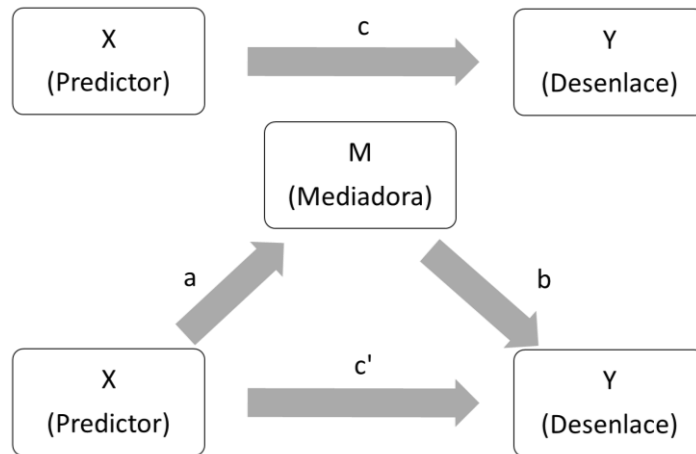 X
(Predictor)
c
Y
(Desenlace)
M
(Mediadora)
a
b
X
(Predictor)
c'
Y
(Desenlace)